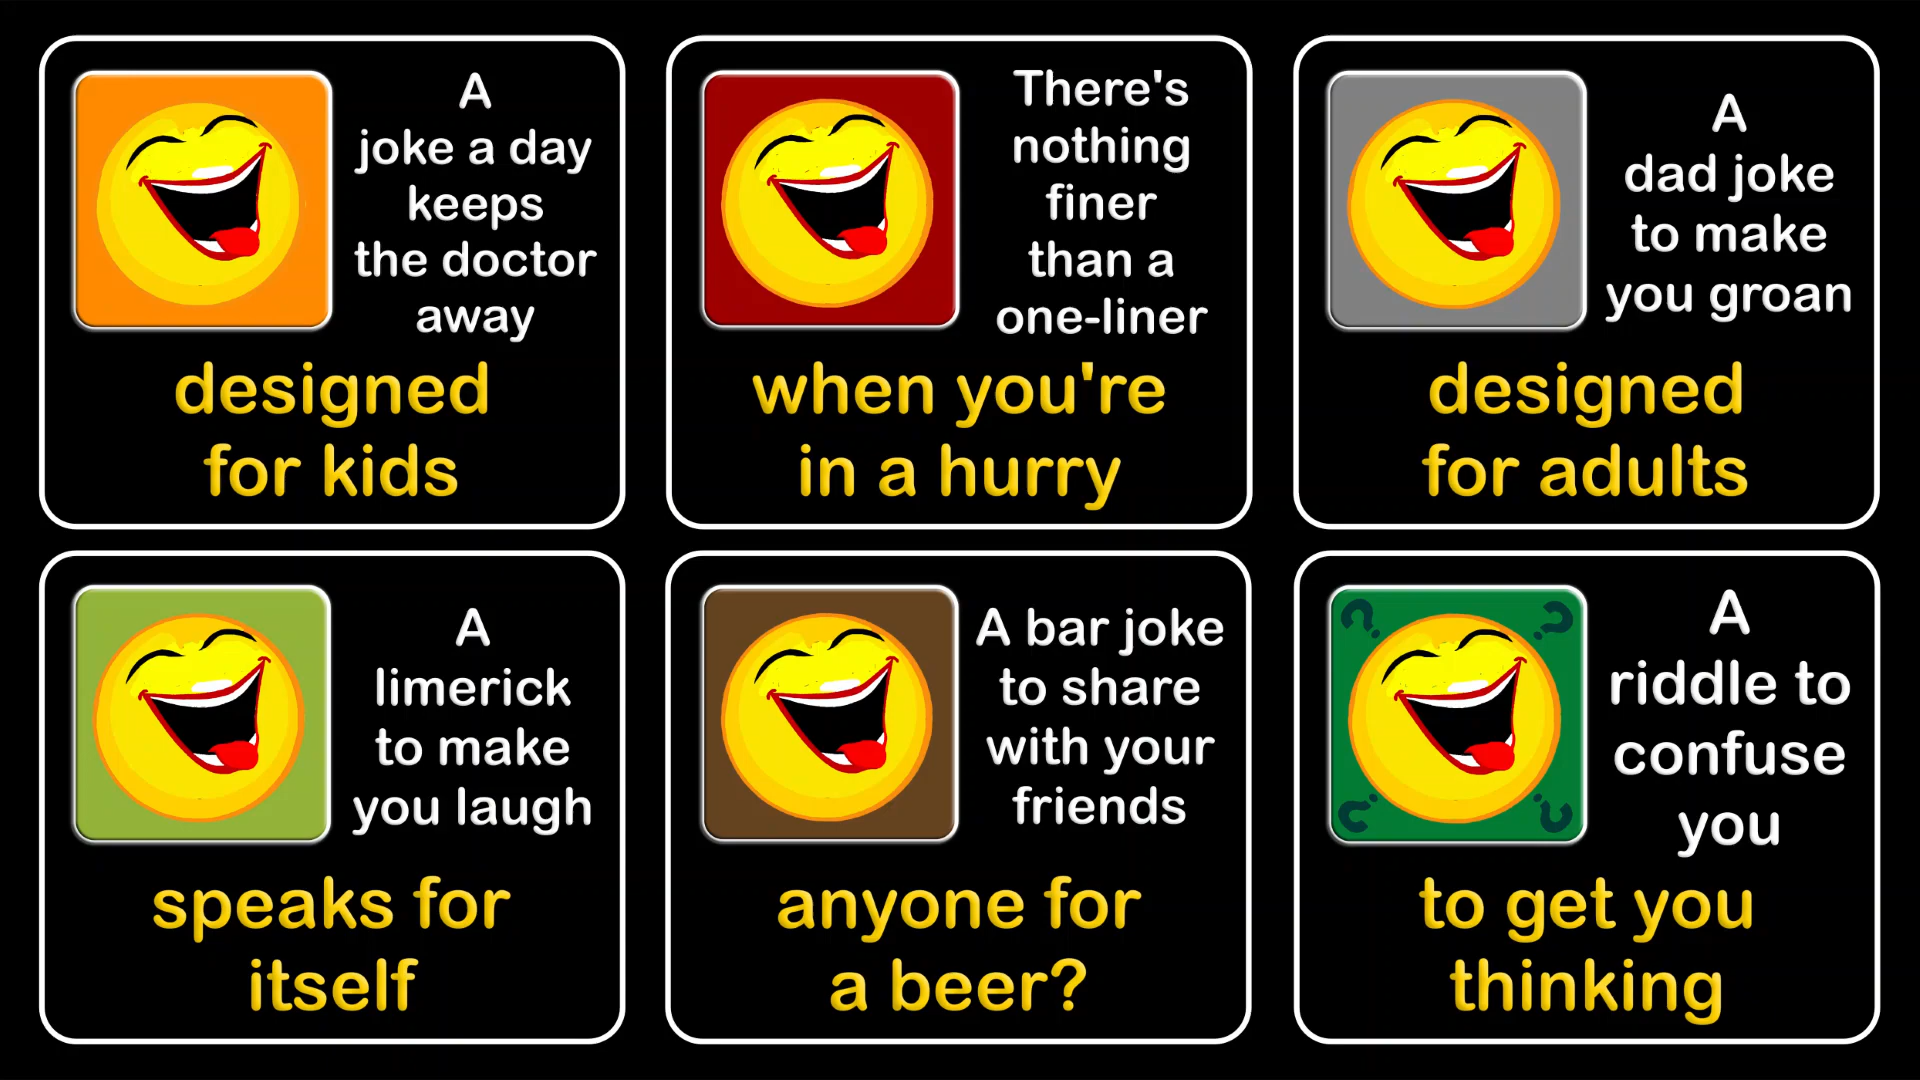 A
joke a day
keeps
the doctor
away
designed
for kids
There's
nothing
finer
than a
one-liner
when you're
in a hurry
A
dad joke
to make
you groan
designed
for adults
A
limerick
to make
you laugh
speaks for
itself
A bar joke
to share
with your
friends
anyone for
a beer?
? ?
? ?
A
riddle to
confuse
you
to get you
thinking